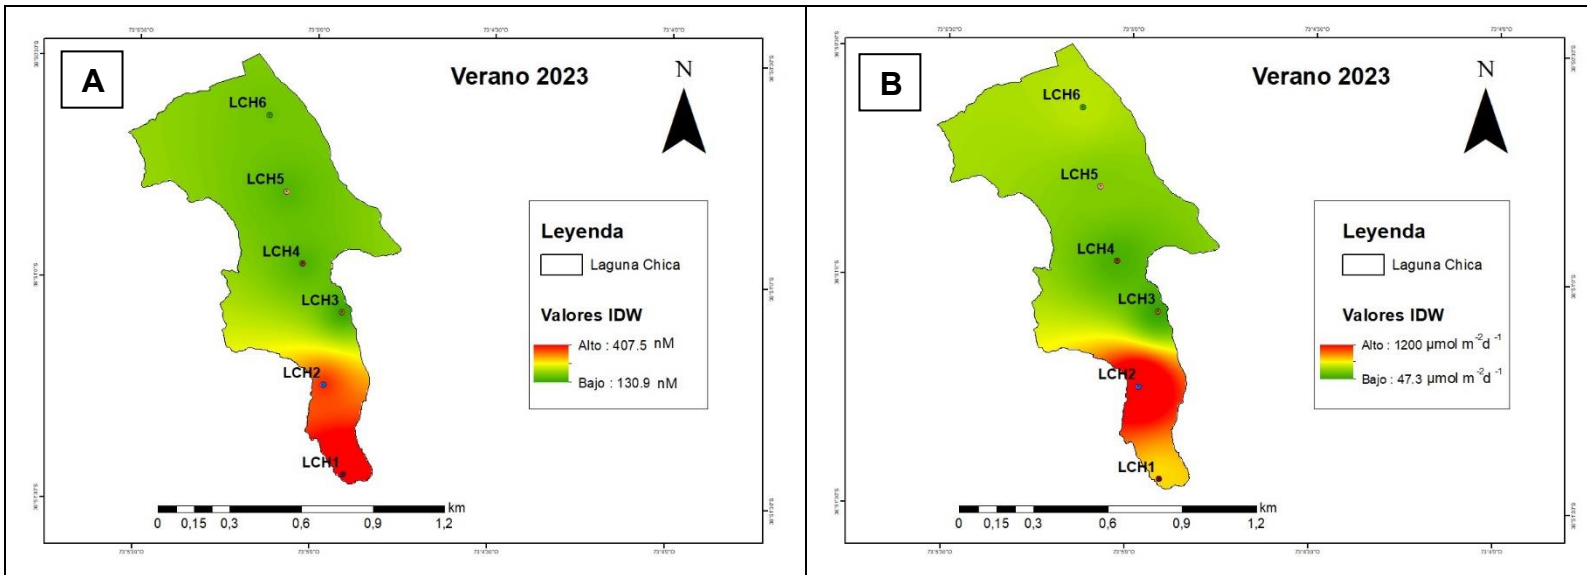 A
Verano 2023
N
LCH6
LCH5
LCH4
LCH3
LCH2
LCH1
Leyenda
Laguna Chica
Valores IDW
Alto : 407.5 nM
Bajo : 130.9 nM
km
0 0,15 0,3 0,6 0,9 1,2
B
Verano 2023
N
LCH6
LCH5
LCH4
LCH3
LCH2
LCH1
Leyenda
Laguna Chica
Valores IDW
Alto : 1200 µmol m⁻²d⁻¹
Bajo : 47.3 µmol m⁻²d⁻¹
km
0 0,15 0,3 0,6 0,9 1,2